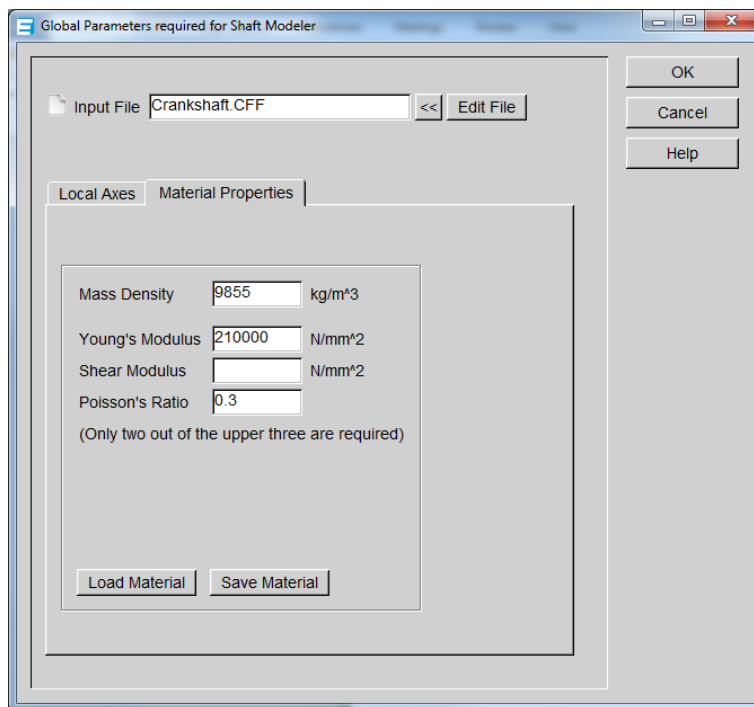 Global Parameters required for Shaft Modeler
OK
Input File Crankshaft.CFF << Edit File
Cancel
Help
Local Axes Material Properties
Mass Density 9855 kg/m^3
Young's Modulus 210000 N/mm^2
Shear Modulus N/mm^2
Poisson's Ratio 0.3
(Only two out of the upper three are required)
Load Material Save Material